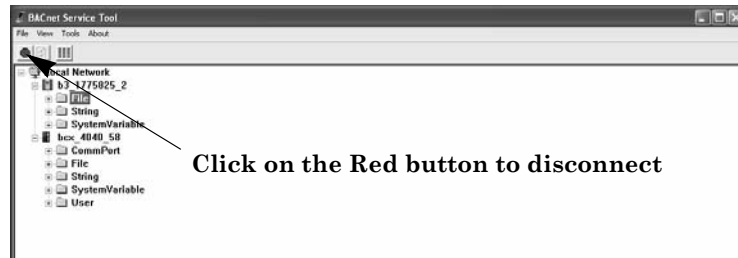 BACnet Service Tool
File View Tools About
Local Network
b3_1775825_2
File
String
SystemVariable
bcx_4040_58
CommPort
File
String
SystemVariable
User
Click on the Red button to disconnect